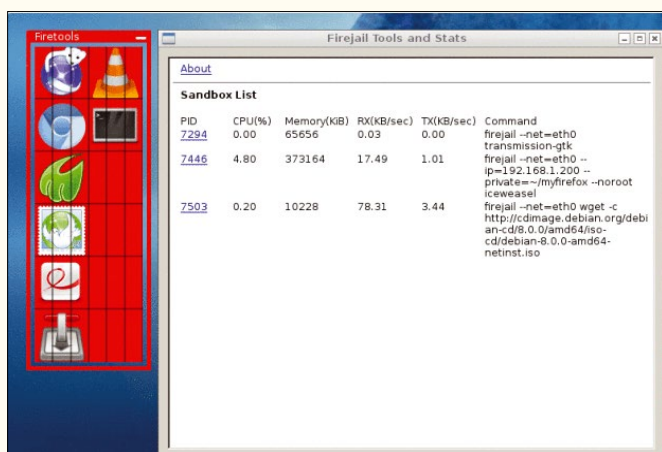 Firetools
Firejail Tools and Stats
About
Sandbox List
PID CPU(%) Memory(KiB) RX(KB/sec) TX(KB/sec) Command
7294 0.00 65656 0.03 0.00 firejail --net=eth0
transmission-gtk
7446 4.80 373164 17.49 1.01 firejail --net=eth0 --
ip=192.168.1.200 --
private=~/myfirefox --noroot
iceweasel
7503 0.20 10228 78.31 3.44 firejail --net=eth0 wget -c
http://cdimage.debian.org/debi
an-cd/8.0.0/amd64/iso-
cd/debian-8.0.0-amd64-
netinst.iso